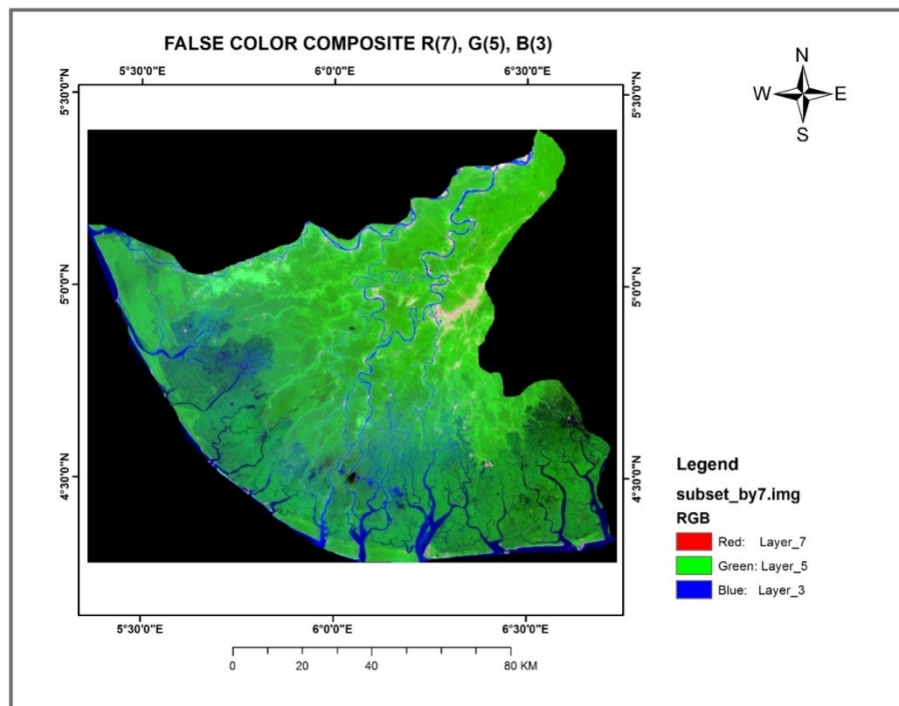 FALSE COLOR COMPOSITE R(7), G(5), B(3)
5°30'0"E 6°0'0"E 6°30'0"E
N
W E
S
5°30'0"N 5°30'0"N
5°0'0"N 5°0'0"N
4°30'0"N 4°30'0"N
Legend
subset_by7.img
RGB
Red: Layer_7
Green: Layer_5
Blue: Layer_3
5°30'0"E 6°0'0"E 6°30'0"E
0 20 40 80 KM